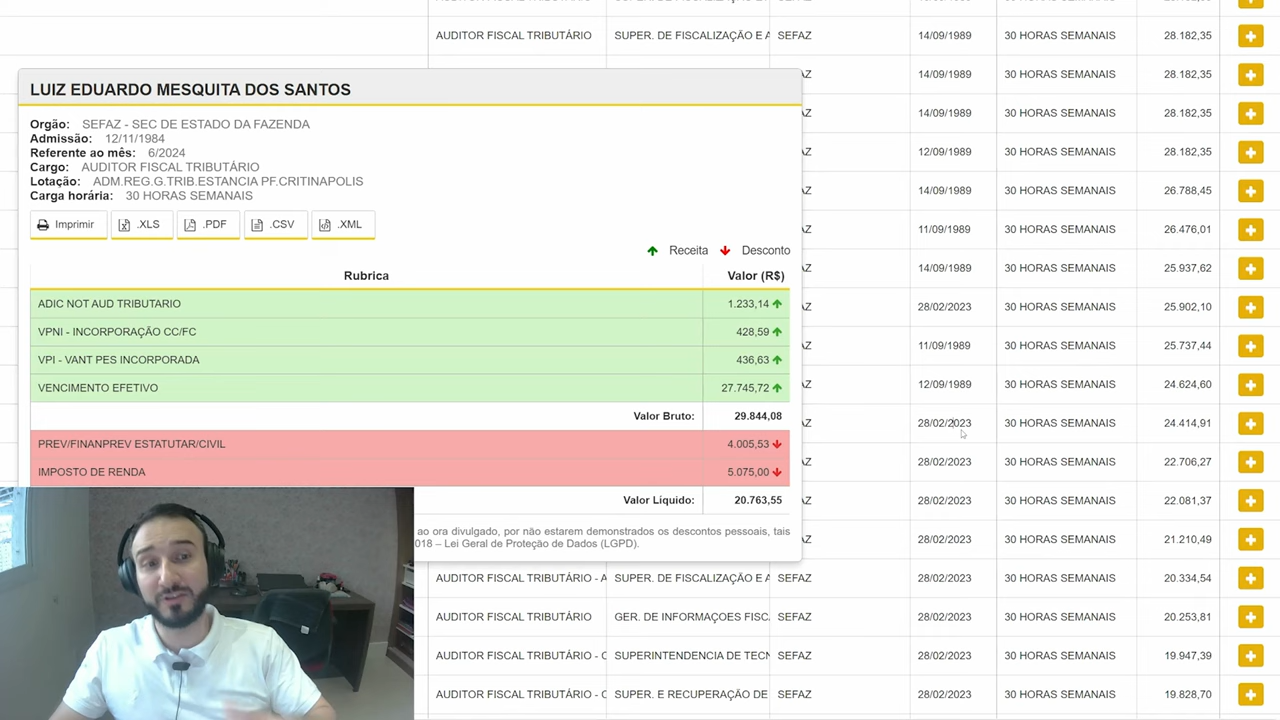 AUDITOR FISCAL TRIBUTÁRIO SUPER. DE FISCALIZAÇÃO E A SEFAZ 14/09/1989 30 HORAS SEMANAIS 28.182,35
AZ 14/09/1989 30 HORAS SEMANAIS 28.182,35
AZ 14/09/1989 30 HORAS SEMANAIS 28.182,35
AZ 12/09/1989 30 HORAS SEMANAIS 28.182,35
AZ 14/09/1989 30 HORAS SEMANAIS 26.788,45
AZ 11/09/1989 30 HORAS SEMANAIS 26.476,01
AZ 14/09/1989 30 HORAS SEMANAIS 25.937,62
AZ 28/02/2023 30 HORAS SEMANAIS 25.902,10
AZ 11/09/1989 30 HORAS SEMANAIS 25.737,44
AZ 12/09/1989 30 HORAS SEMANAIS 24.624,60
AZ 28/02/2023 30 HORAS SEMANAIS 24.414,91
AZ 28/02/2023 30 HORAS SEMANAIS 22.706,27
AZ 28/02/2023 30 HORAS SEMANAIS 22.081,37
AZ 28/02/2023 30 HORAS SEMANAIS 21.210,49
AUDITOR FISCAL TRIBUTÁRIO - A SUPER. DE FISCALIZAÇÃO E A SEFAZ 28/02/2023 30 HORAS SEMANAIS 20.334,54
AUDITOR FISCAL TRIBUTÁRIO GER. DE INFORMAÇOES FISC. SEFAZ 28/02/2023 30 HORAS SEMANAIS 20.253,81
AUDITOR FISCAL TRIBUTÁRIO - C SUPERINTENDENCIA DE TECN SEFAZ 28/02/2023 30 HORAS SEMANAIS 19.947,39
AUDITOR FISCAL TRIBUTÁRIO - C SUPER. E RECUPERAÇÃO DE SEFAZ 28/02/2023 30 HORAS SEMANAIS 19.828,70
LUIZ EDUARDO MESQUITA DOS SANTOS
Orgão: SEFAZ - SEC DE ESTADO DA FAZENDA
Admissão: 12/11/1984
Referente ao mês: 6/2024
Cargo: AUDITOR FISCAL TRIBUTÁRIO
Lotação: ADM.REG.G.TRIB.ESTANCIA PF.CRITINAPOLIS
Carga horária: 30 HORAS SEMANAIS
Imprimir .XLS .PDF .CSV .XML
Receita Desconto
Rubrica Valor (R$)
ADIC NOT AUD TRIBUTARIO 1.233,14
VPNI - INCORPORAÇÃO CC/FC 428,59
VPI - VANT PES INCORPORADA 436,63
VENCIMENTO EFETIVO 27.745,72
Valor Bruto: 29.844,08
PREV/FINANPREV ESTATUTAR/CIVIL 4.005,53
IMPOSTO DE RENDA 5.075,00
Valor Liquido: 20.763,55
ao ora divulgado, por não estarem demonstrados os descontos pessoais, tais
018 – Lei Geral de Proteção de Dados (LGPD).